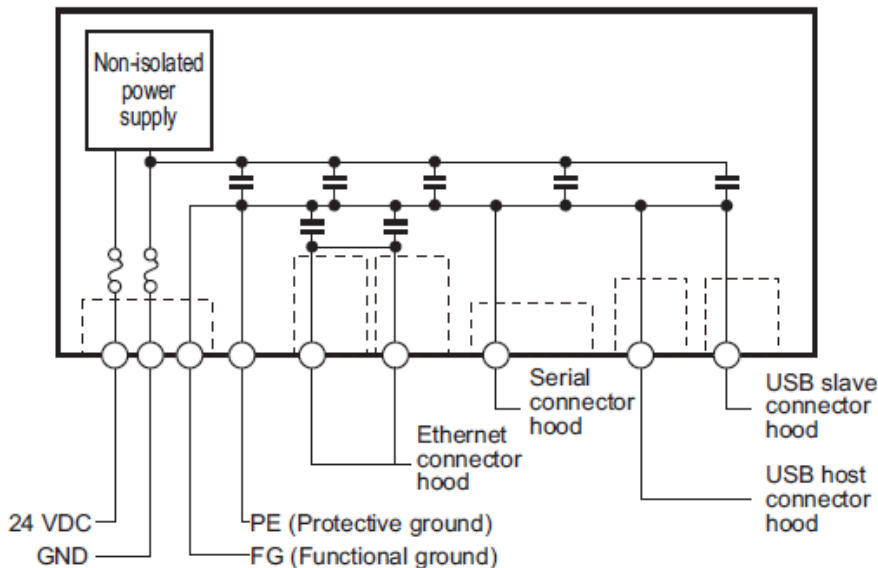 Non-isolated
power
supply
Serial
connector
hood
USB slave
connector
hood
Ethernet
connector
hood
USB host
connector
hood
24 VDC
PE (Protective ground)
GND
FG (Functional ground)